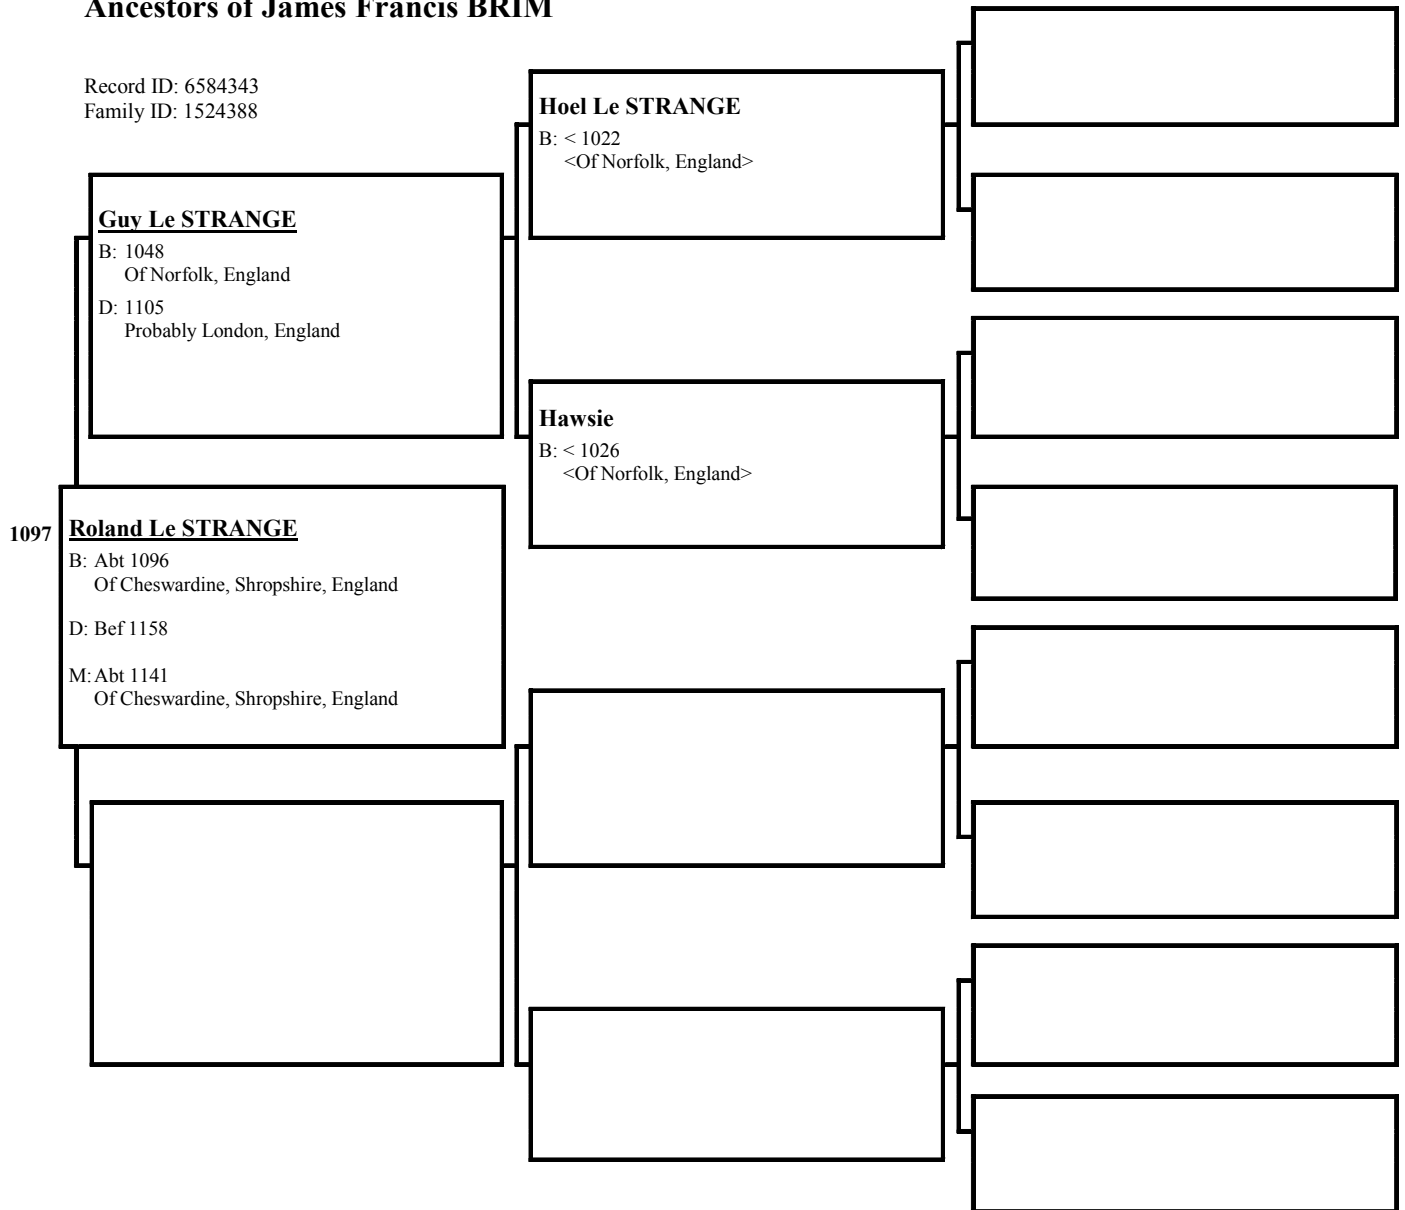 Ancestors of James Francis BRIM
Record ID: 6584343
Family ID: 1524388
Hoel Le STRANGE
B: < 1022
<Of Norfolk, England>
Guy Le STRANGE
B: 1048
Of Norfolk, England
D: 1105
Probably London, England
Hawsie
B: < 1026
<Of Norfolk, England>
1097
Roland Le STRANGE
B: Abt 1096
Of Cheswardine, Shropshire, England
D: Bef 1158
M: Abt 1141
Of Cheswardine, Shropshire, England